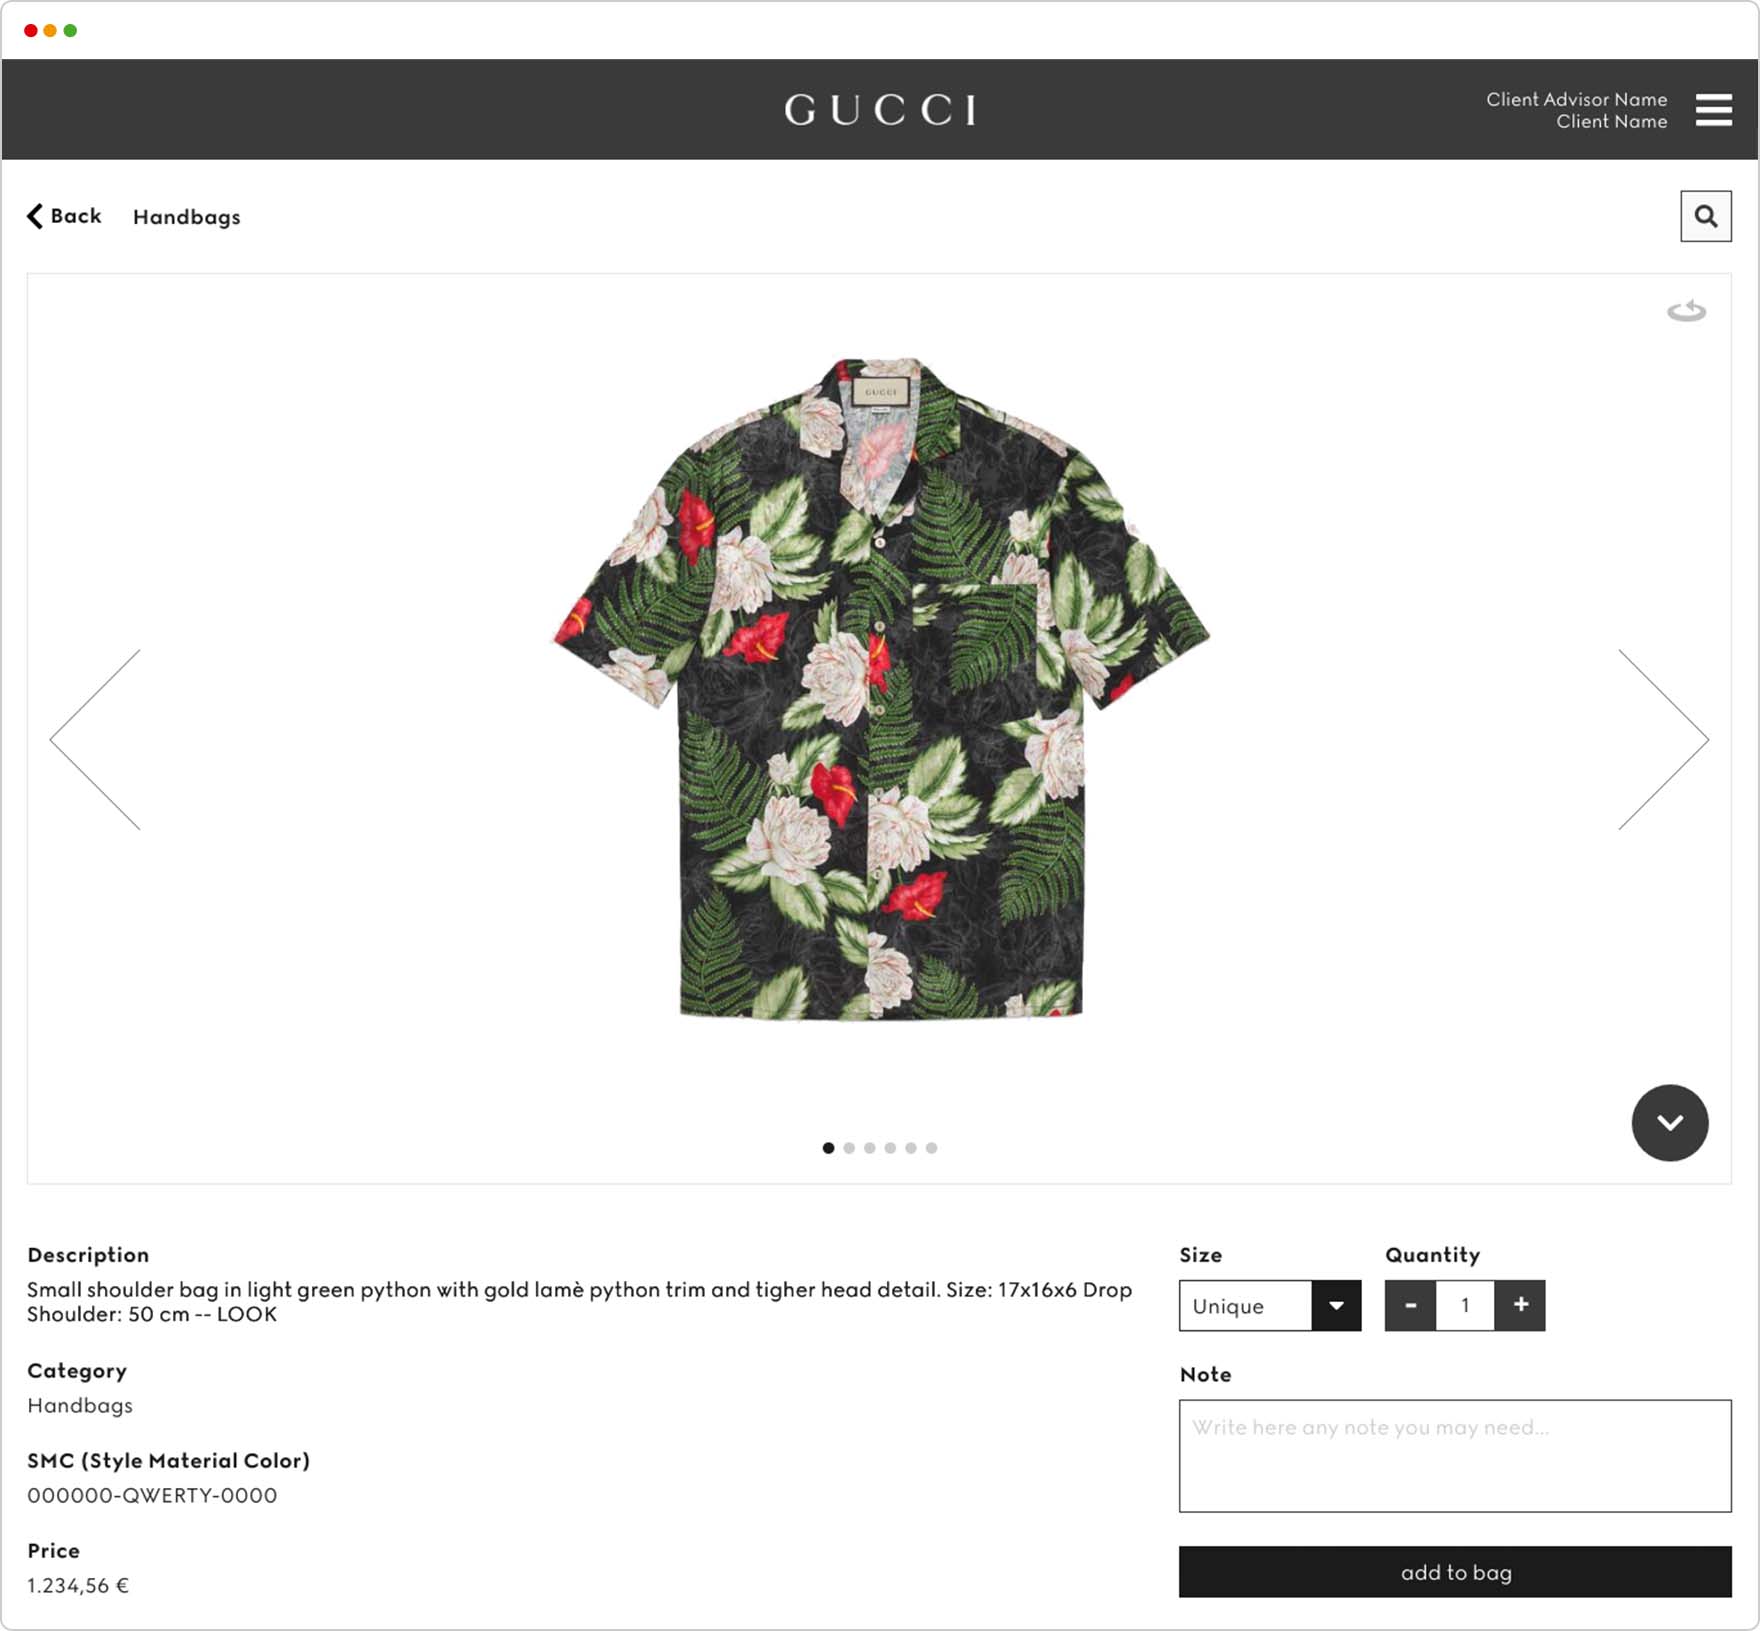 GUCCI
Client Advisor Name
Client Name
Back
Handbags
GUCCI
Description
Small shoulder bag in light green python with gold lamè python trim and tigher head detail. Size: 17x16x6 Drop
Shoulder: 50 cm -- LOOK
Category
Handbags
SMC (Style Material Color)
000000-QWERTY-0000
Price
1.234,56 €
Size
Unique
Quantity
- 1 +
Note
Write here any note you may need...
add to bag